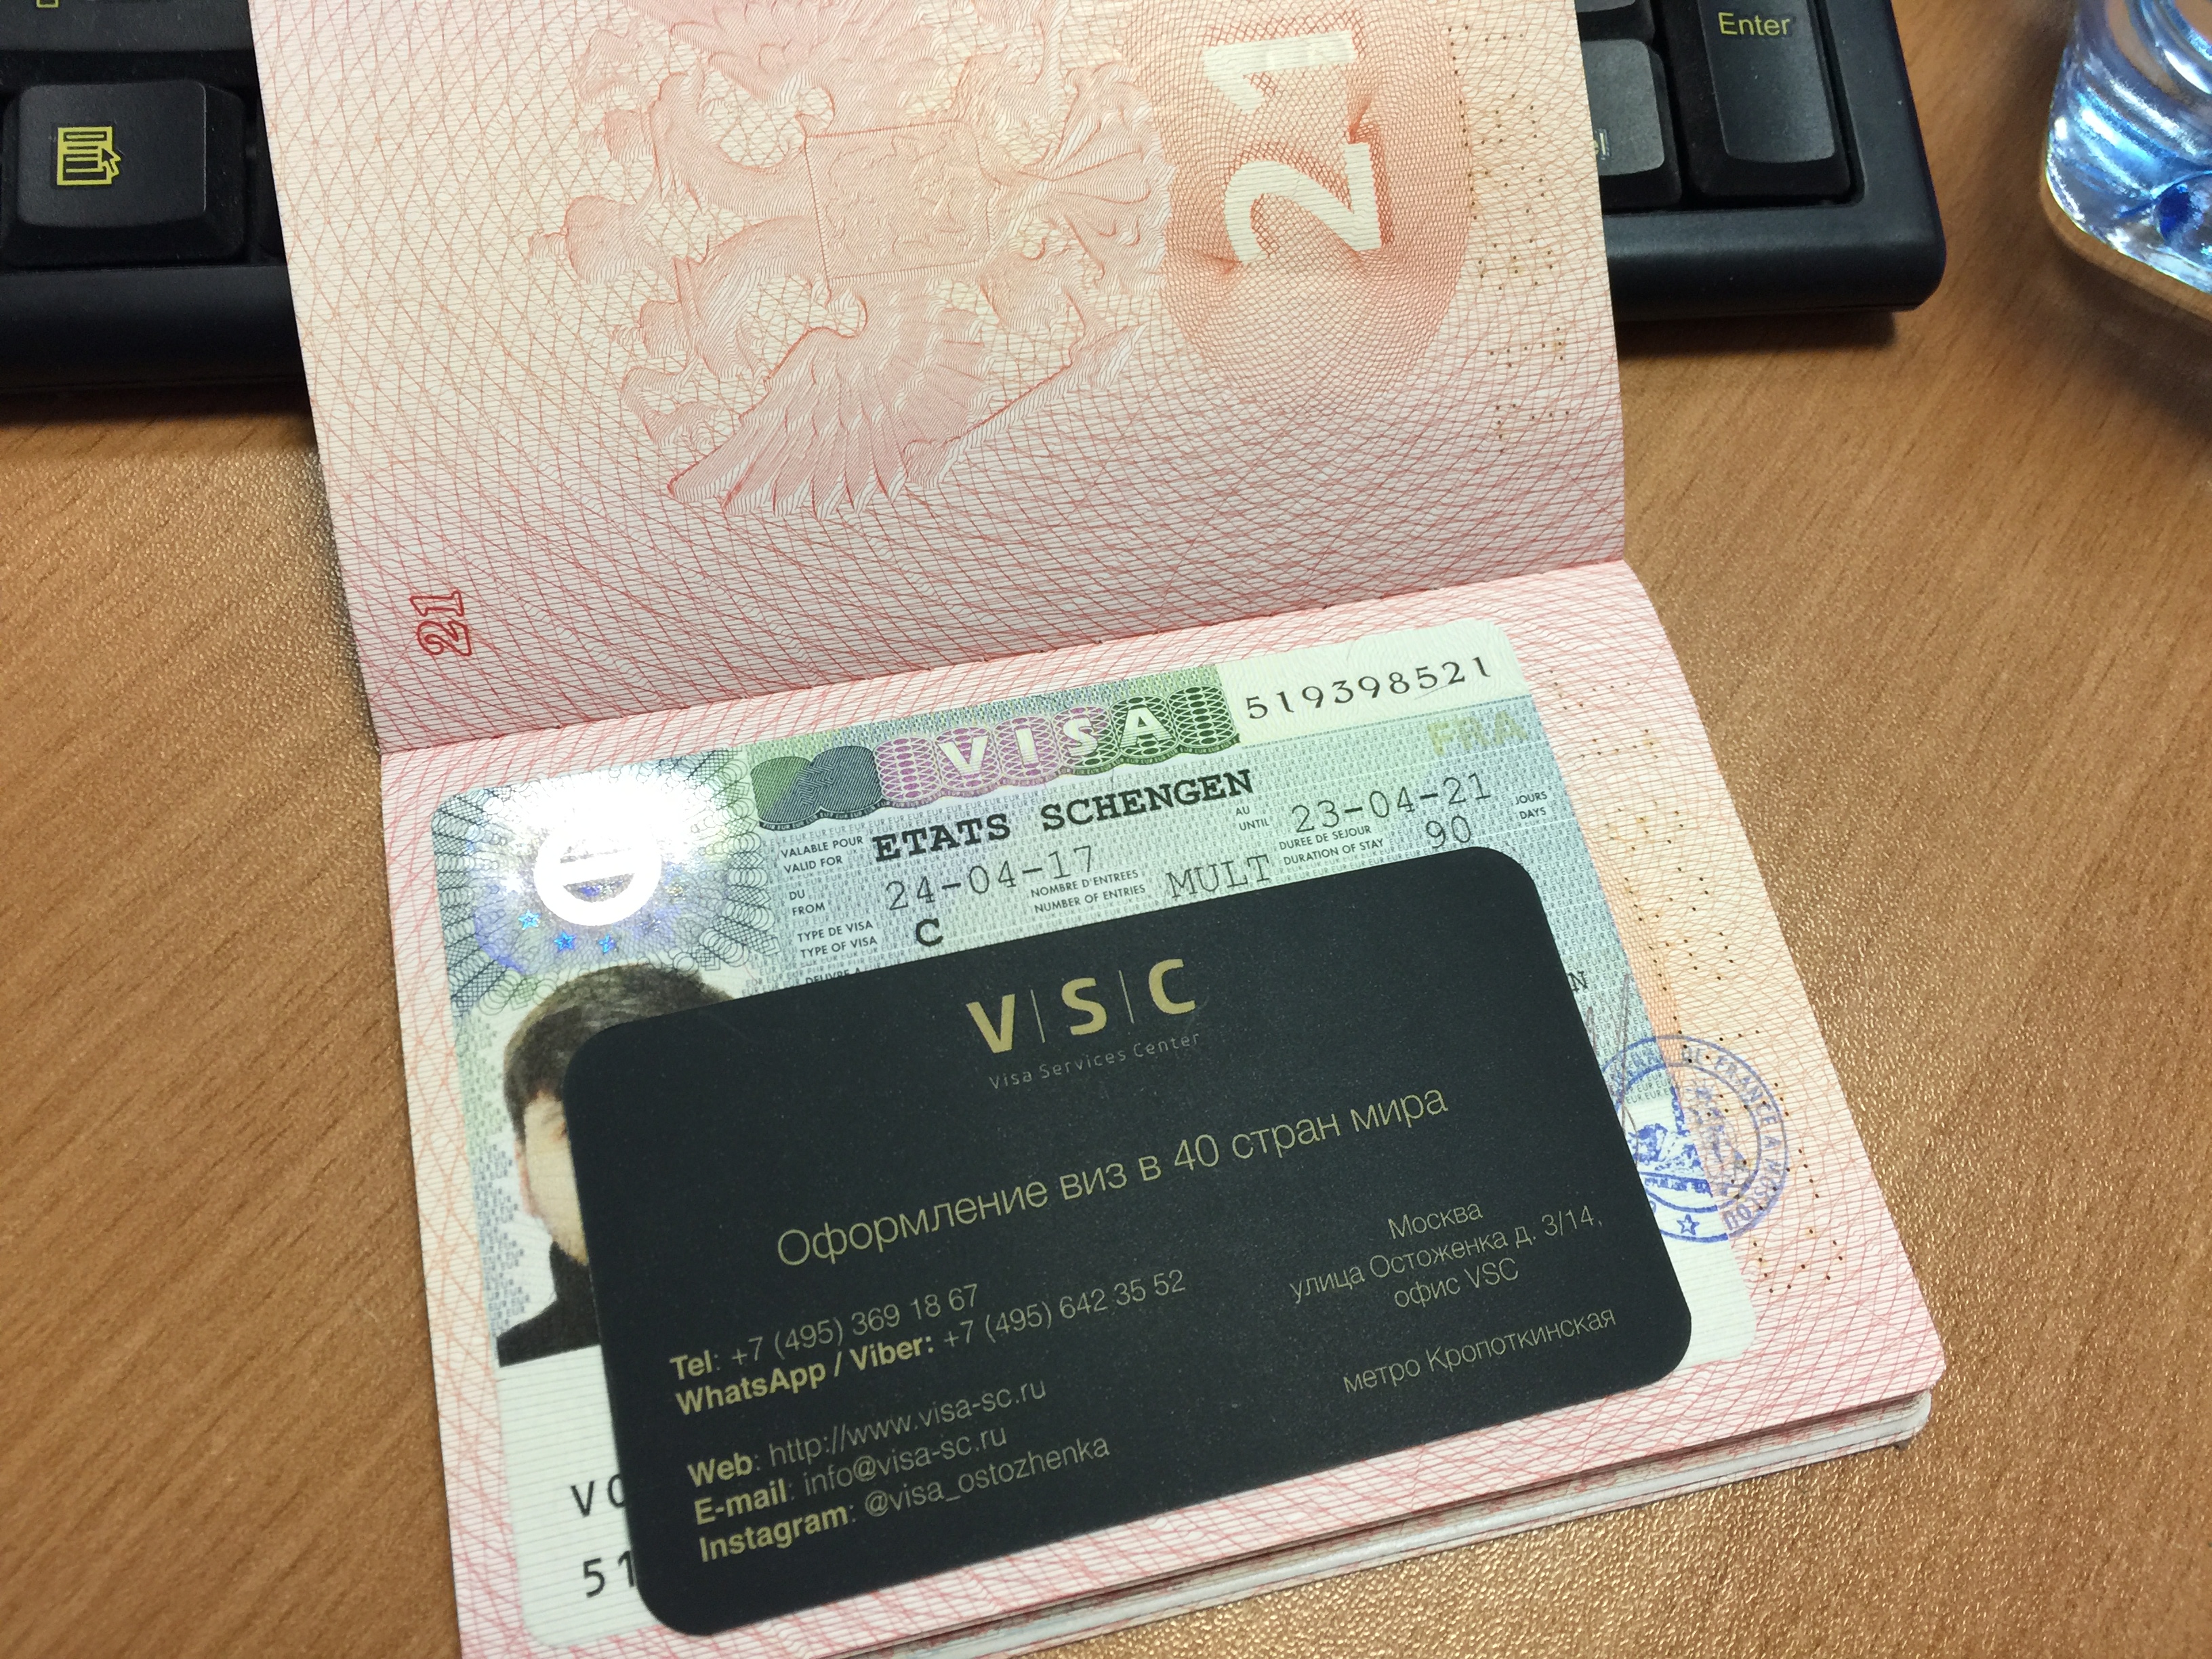 Enter
21
21
VISA
519398521
FRA
VALABLE POUR
VALID FOR
ETATS SCHENGEN
DU
FROM
24-04-17
AU
UNTIL
23-04-21
TYPE DE VISA
TYPE OF VISA
C
NOMBRE D'ENTREES
NUMBER OF ENTRIES
MULT
DUREE DE SEJOUR
DURATION OF STAY
90
JOURS
DAYS
N
DE FRANCE A MOSCO
V|S|C
Visa Services Center
Оформление виз в 40 стран мира
Tel: +7 (495) 369 18 67
WhatsApp / Viber: +7 (495) 642 35 52
Web: http://www.visa-sc.ru
E-mail: info@visa-sc.ru
Instagram: @visa_ostozhenka
Москва
улица Остоженка д. 3/14,
офис VSC
метро Кропоткинская
V
51